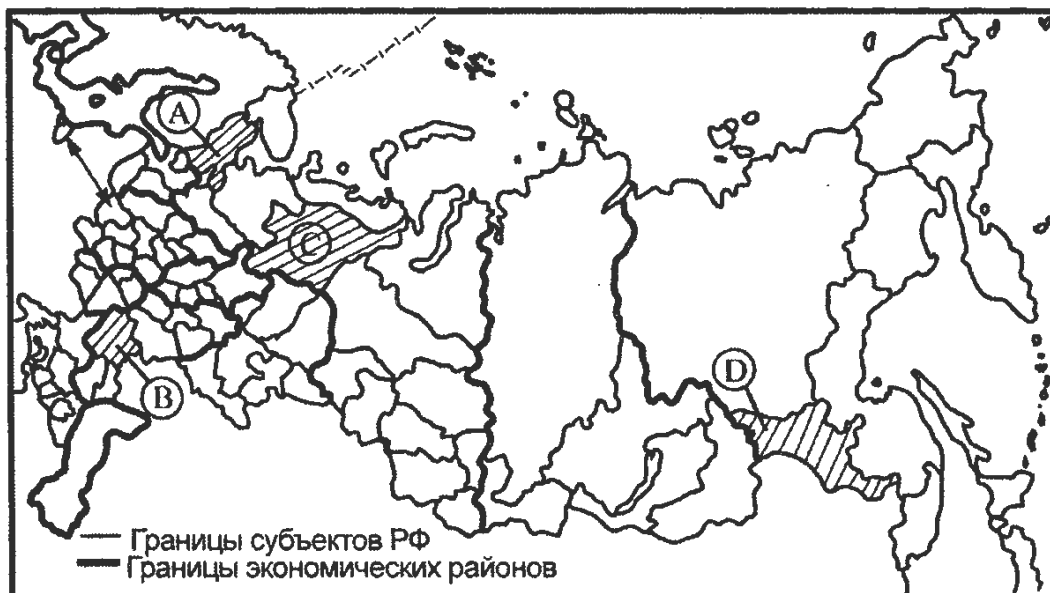 A
C
B
D
Границы субъектов РФ
Границы экономических районов